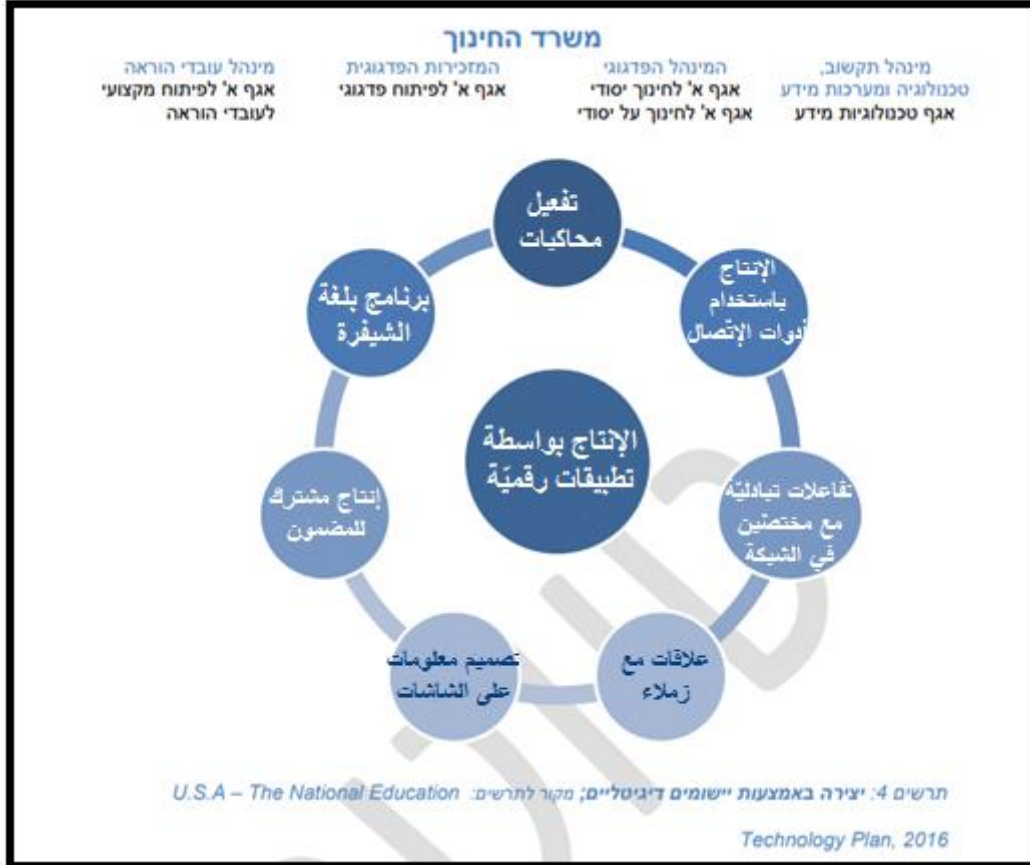 משרד החינוך
מינהל תקשוב,
טכנולוגיה ומערכות מידע
אגף טכנולוגיות מידע
המינהל הפדגוגי
אגף א' לחינוך יסודי
אגף א' לחינוך על יסודי
המזכירות הפדגוגית
אגף א' לפיתוח פדגוגי
מינהל עובדי הוראה
אגף א' לפיתוח מקצועי
לעובדי הוראה
تفعيل
محاكيات
الإنتاج
باستخدام
أدوات الإتّصال
تفاعلات تبادليّة
مع مختصّين
في الشبكة
علاقات مع
زملاء
تصميم معلومات
على الشاشات
إنتاج مشترك
للمضمون
برنامج بلغة
الشيفرة
الإنتاج بواسطة
تطبيقات رقميّة
תרשים 4: יצירה באמצעות יישומים דיגיטליים; מקור לתרשים: U.S.A – The National Education
Technology Plan, 2016